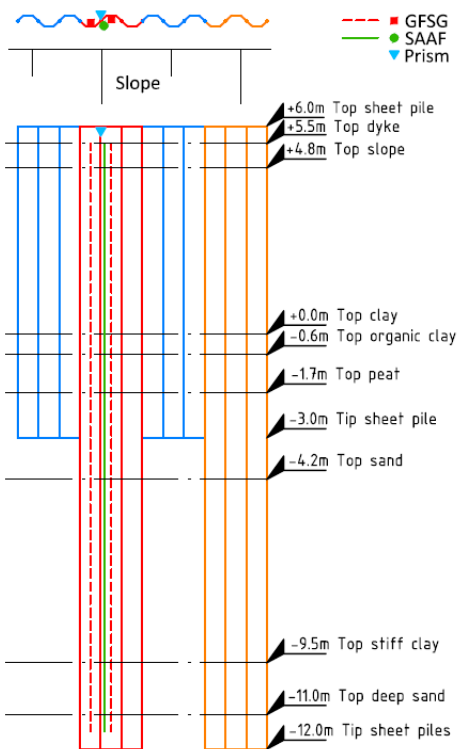 GFSG
SAAF
Prism
Slope
+6.0m Top sheet pile
+5.5m Top dyke
+4.8m Top slope
+0.0m Top clay
-0.6m Top organic clay
-1.7m Top peat
-3.0m Tip sheet pile
-4.2m Top sand
-9.5m Top stiff clay
-11.0m Top deep sand
-12.0m Tip sheet piles